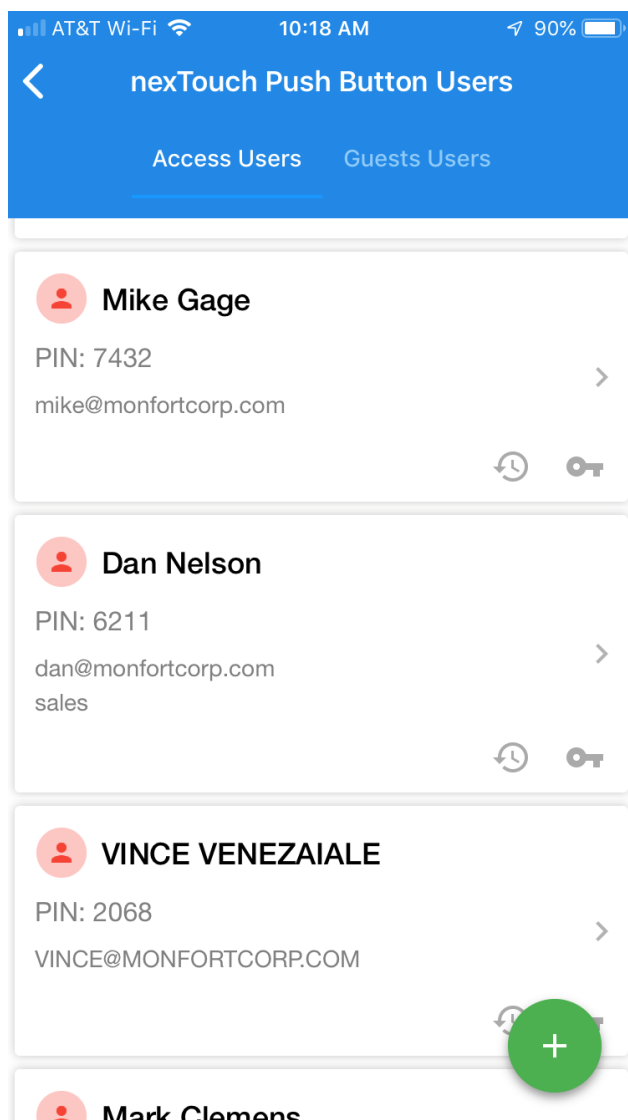 AT&T Wi-Fi 10:18 AM 90%
nexTouch Push Button Users
Access Users Guests Users
Mike Gage
PIN: 7432
mike@monfortcorp.com
Dan Nelson
PIN: 6211
dan@monfortcorp.com
sales
VINCE VENEZAIALE
PIN: 2068
VINCE@MONFORTCORP.COM
Mark Clemens